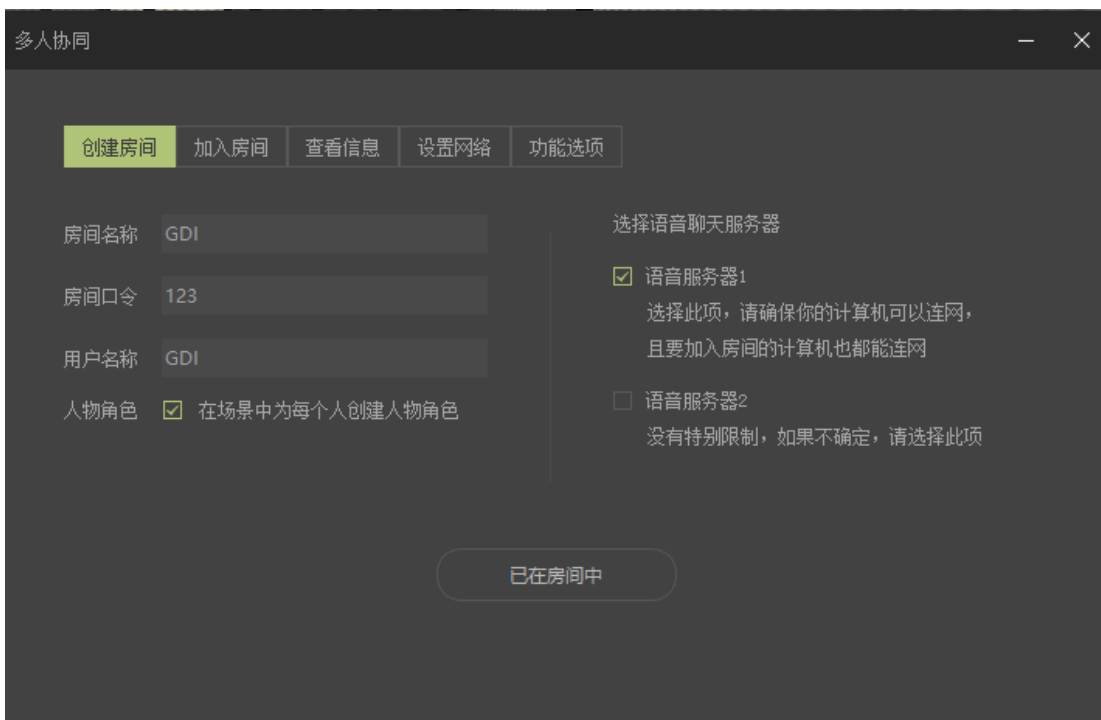 多人协同
创建房间 加入房间 查看信息 设置网络 功能选项
房间名称 GDI
房间口令 123
用户名称 GDI
人物角色 在场景中为每个人创建人物角色
选择语音聊天服务器
语音服务器1
选择此项，请确保你的计算机可以连网，
且要加入房间的计算机也都能连网
语音服务器2
没有特别限制，如果不确定，请选择此项
已在房间中